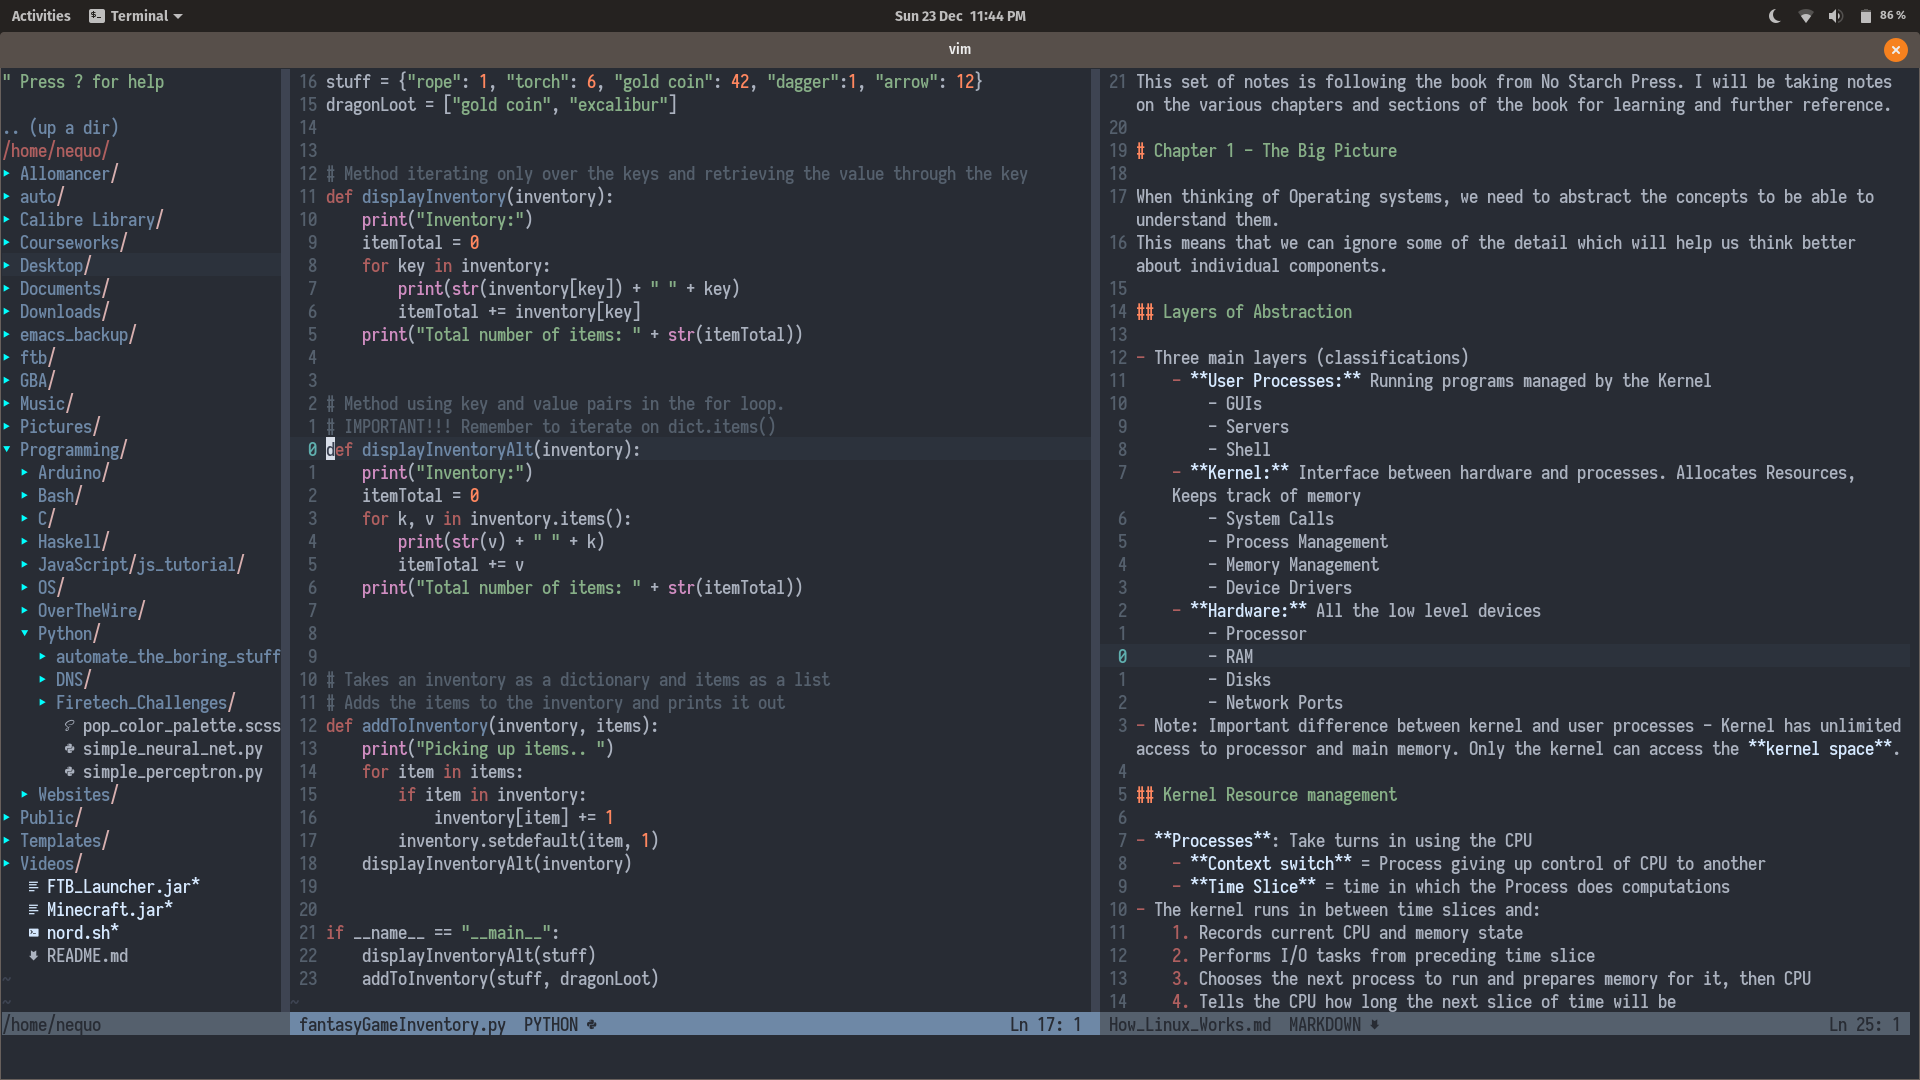 Activities Terminal Sun 23 Dec 11:44 PM 86 %
vim
" Press ? for help
.. (up a dir)
/home/nequo/
▸ Allomancer/
▸ auto/
▸ Calibre Library/
▸ Courseworks/
▸ Desktop/
▸ Documents/
▸ Downloads/
▸ emacs_backup/
▸ ftb/
▸ GBA/
▸ Music/
▸ Pictures/
▾ Programming/
▸ Arduino/
▸ Bash/
▸ C/
▸ Haskell/
▸ JavaScript/js_tutorial/
▸ OS/
▸ OverTheWire/
▾ Python/
▸ automate_the_boring_stuff
▸ DNS/
▸ Firetech_Challenges/
pop_color_palette.scss
simple_neural_net.py
simple_perceptron.py
▸ Websites/
▸ Public/
▸ Templates/
▸ Videos/
FTB_Launcher.jar*
Minecraft.jar*
nord.sh*
README.md
~
~
/home/nequo
16 stuff = {"rope": 1, "torch": 6, "gold coin": 42, "dagger":1, "arrow": 12}
15 dragonLoot = ["gold coin", "excalibur"]
14
13
12 # Method iterating only over the keys and retrieving the value through the key
11 def displayInventory(inventory):
10     print("Inventory:")
9     itemTotal = 0
8     for key in inventory:
7         print(str(inventory[key]) + " " + key)
6         itemTotal += inventory[key]
5     print("Total number of items: " + str(itemTotal))
4
3
2 # Method using key and value pairs in the for loop.
1 # IMPORTANT!!! Remember to iterate on dict.items()
0 def displayInventoryAlt(inventory):
1     print("Inventory:")
2     itemTotal = 0
3     for k, v in inventory.items():
4         print(str(v) + " " + k)
5         itemTotal += v
6     print("Total number of items: " + str(itemTotal))
7
8
9
10 # Takes an inventory as a dictionary and items as a list
11 # Adds the items to the inventory and prints it out
12 def addToInventory(inventory, items):
13     print("Picking up items.. ")
14     for item in items:
15         if item in inventory:
16             inventory[item] += 1
17         inventory.setdefault(item, 1)
18     displayInventoryAlt(inventory)
19
20
21 if __name__ == "__main__":
22     displayInventoryAlt(stuff)
23     addToInventory(stuff, dragonLoot)
~
fantasyGameInventory.py PYTHON Ln 17: 1
21 This set of notes is following the book from No Starch Press. I will be taking notes
on the various chapters and sections of the book for learning and further reference.
20
19 # Chapter 1 - The Big Picture
18
17 When thinking of Operating systems, we need to abstract the concepts to be able to
understand them.
16 This means that we can ignore some of the detail which will help us think better
about individual components.
15
14 ## Layers of Abstraction
13
12 - Three main layers (classifications)
11     - **User Processes:** Running programs managed by the Kernel
10         - GUIs
9         - Servers
8         - Shell
7     - **Kernel:** Interface between hardware and processes. Allocates Resources,
Keeps track of memory
6         - System Calls
5         - Process Management
4         - Memory Management
3         - Device Drivers
2     - **Hardware:** All the low level devices
1         - Processor
0         - RAM
1         - Disks
2         - Network Ports
3 - Note: Important difference between kernel and user processes - Kernel has unlimited
access to processor and main memory. Only the kernel can access the **kernel space**.
4
5 ## Kernel Resource management
6
7 - **Processes**: Take turns in using the CPU
8     - **Context switch** = Process giving up control of CPU to another
9     - **Time Slice** = time in which the Process does computations
10 - The kernel runs in between time slices and:
11     1. Records current CPU and memory state
12     2. Performs I/O tasks from preceding time slice
13     3. Chooses the next process to run and prepares memory for it, then CPU
14     4. Tells the CPU how long the next slice of time will be
How_Linux_Works.md MARKDOWN Ln 25: 1